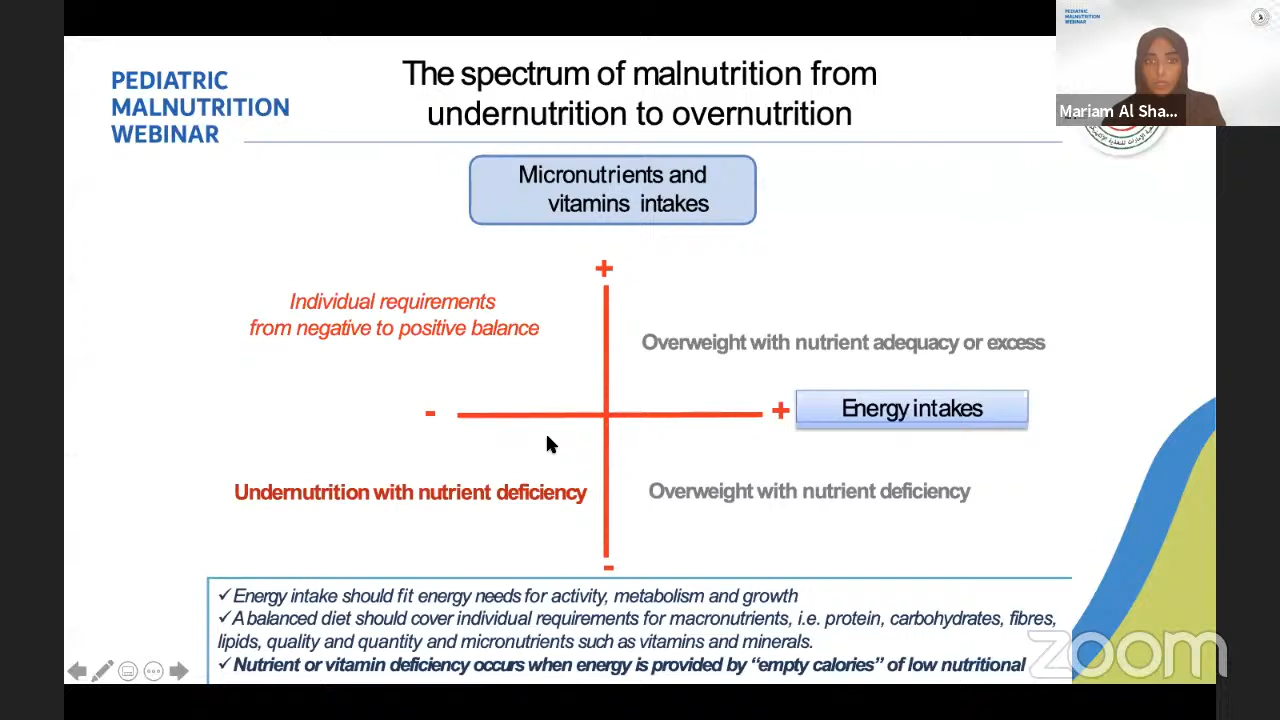 PEDIATRIC
MALNUTRITION
WEBINAR
The spectrum of malnutrition from
undernutrition to overnutrition
PEDIATRIC
MALNUTRITION
WEBINAR
Mariam Al Sha...
Micronutrients and
vitamins intakes
+
Individual requirements
from negative to positive balance
Overweight with nutrient adequacy or excess
-
+
Energy intakes
Undernutrition with nutrient deficiency
Overweight with nutrient deficiency
-
✓Energy intake should fit energy needs for activity, metabolism and growth
✓A balanced diet should cover individual requirements for macronutrients, i.e. protein, carbohydrates, fibres,
lipids, quality and quantity and micronutrients such as vitamins and minerals.
✓Nutrient or vitamin deficiency occurs when energy is provided by “empty calories” of low nutritional
zoom